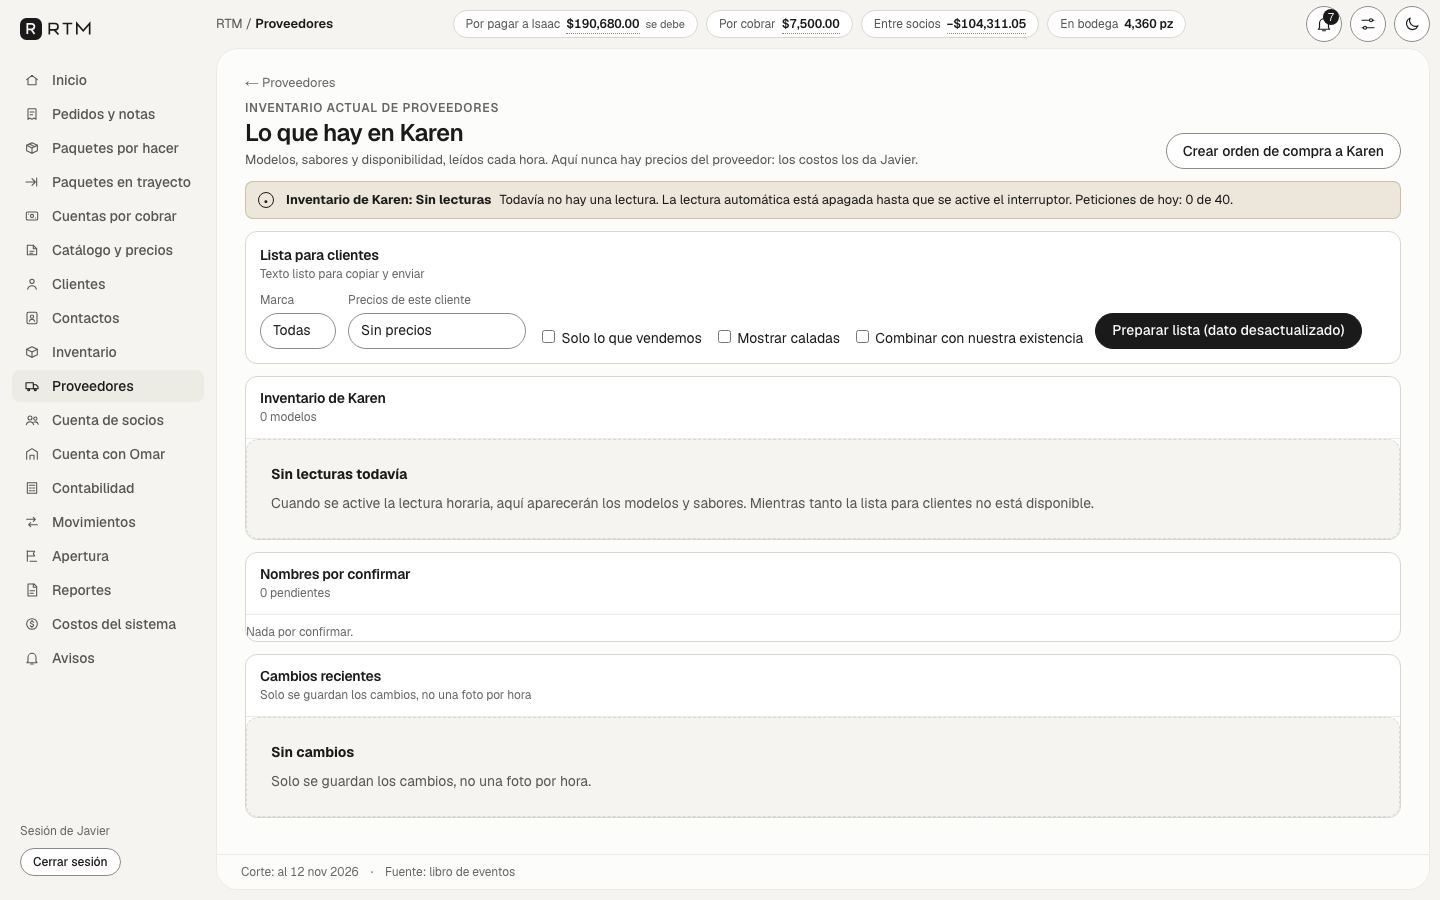 R RTM
RTM / Proveedores
Por pagar a Isaac $190,680.00 se debe
Por cobrar $7,500.00
Entre socios −$104,311.05
En bodega 4,360 pz
7
Inicio
Pedidos y notas
Paquetes por hacer
Paquetes en trayecto
Cuentas por cobrar
Catálogo y precios
Clientes
Contactos
Inventario
Proveedores
Cuenta de socios
Cuenta con Omar
Contabilidad
Movimientos
Apertura
Reportes
Costos del sistema
Avisos
Sesión de Javier
Cerrar sesión
← Proveedores
INVENTARIO ACTUAL DE PROVEEDORES
Lo que hay en Karen
Modelos, sabores y disponibilidad, leídos cada hora. Aquí nunca hay precios del proveedor: los costos los da Javier.
Crear orden de compra a Karen
Inventario de Karen: Sin lecturas Todavía no hay una lectura. La lectura automática está apagada hasta que se active el interruptor. Peticiones de hoy: 0 de 40.
Lista para clientes
Texto listo para copiar y enviar
Marca
Precios de este cliente
Todas
Sin precios
Solo lo que vendemos
Mostrar caladas
Combinar con nuestra existencia
Preparar lista (dato desactualizado)
Inventario de Karen
0 modelos
Sin lecturas todavía
Cuando se active la lectura horaria, aquí aparecerán los modelos y sabores. Mientras tanto la lista para clientes no está disponible.
Nombres por confirmar
0 pendientes
Nada por confirmar.
Cambios recientes
Solo se guardan los cambios, no una foto por hora
Sin cambios
Solo se guardan los cambios, no una foto por hora.
Corte: al 12 nov 2026 · Fuente: libro de eventos